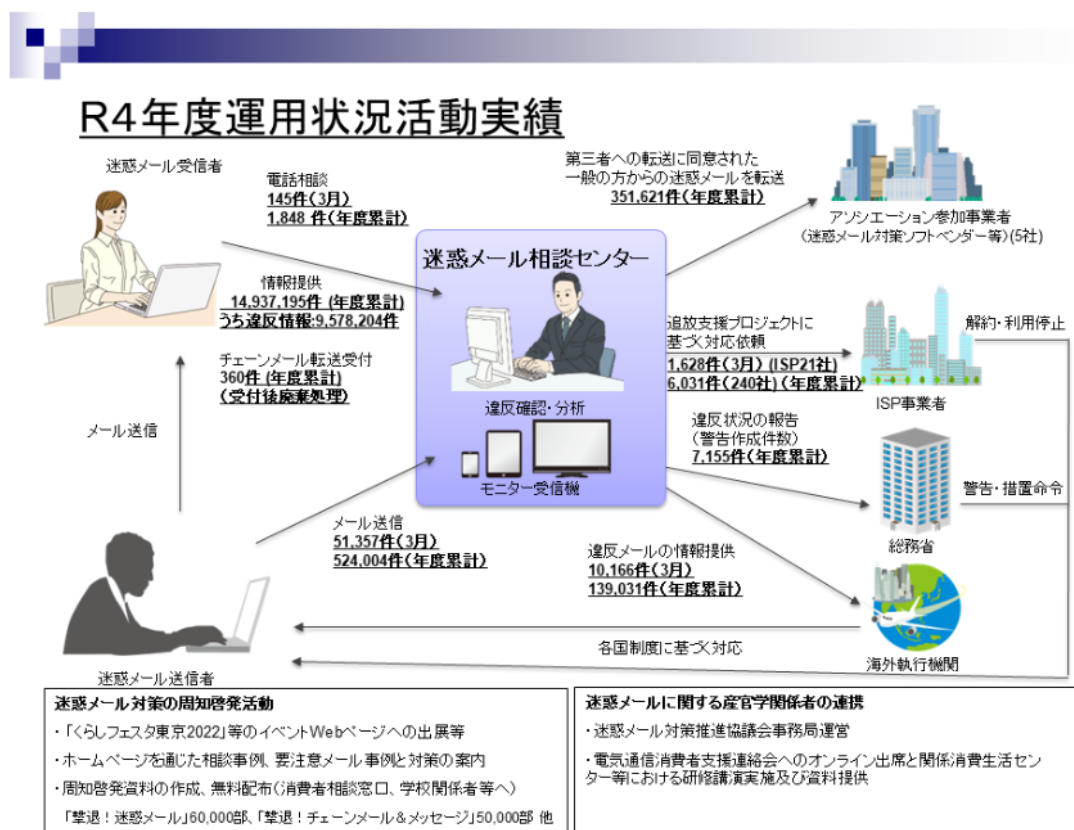 R4年度運用状況活動実績
迷惑メール受信者
電話相談
145件(3月)
1,848 件(年度累計)
第三者への転送に同意された
一般の方からの迷惑メールを転送
351,621件(年度累計)
アソシエーション参加事業者
(迷惑メール対策ソフトベンダー等)(5社)
迷惑メール相談センター
情報提供
14,937,195件 (年度累計)
うち違反情報:9,578,204件
チェーンメール転送受付
360件 (年度累計)
(受付後廃棄処理)
メール送信
違反確認・分析
モニター受信機
追放支援プロジェクトに
基づく対応依頼
1,628件(3月) (ISP21社)
6,031件(240社) (年度累計)
ISP事業者
解約・利用停止
違反状況の報告
(警告作成件数)
7,155件(年度累計)
総務省
警告・措置命令
メール送信
51,357件(3月)
524,004件(年度累計)
違反メールの情報提供
10,166件(3月)
139,031件(年度累計)
海外執行機関
各国制度に基づく対応
迷惑メール送信者
迷惑メール対策の周知啓発活動
・「くらしフェスタ東京2022」等のイベントWebページへの出展等
・ホームページを通じた相談事例、要注意メール事例と対策の案内
・周知啓発資料の作成、無料配布(消費者相談窓口、学校関係者等へ)
「撃退!迷惑メール」60,000部、「撃退!チェーンメール&メッセージ」50,000部 他
迷惑メールに関する産官学関係者の連携
・迷惑メール対策推進協議会事務局運営
・電気通信消費者支援連絡会へのオンライン出席と関係消費生活セン
ター等における研修講演実施及び資料提供